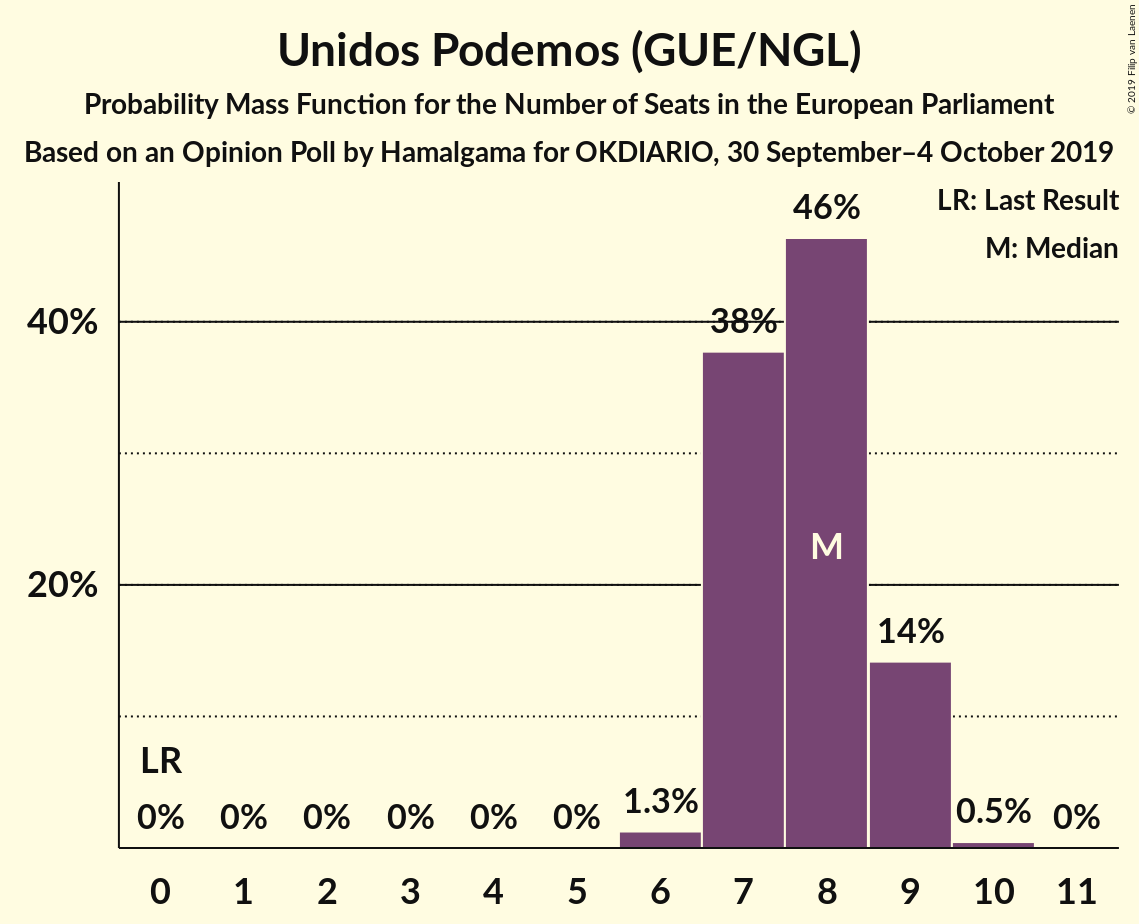 Unidos Podemos (GUE/NGL)
Probability Mass Function for the Number of Seats in the European Parliament
Based on an Opinion Poll by Hamalgama for OKDIARIO, 30 September–4 October 2019
© 2019 Filip van Laenen
LR: Last Result
M: Median
46%
40%
38%
M
20%
14%
LR
0% 0% 0% 0% 0% 0% 1.3% 0.5% 0%
0 1 2 3 4 5 6 7 8 9 10 11